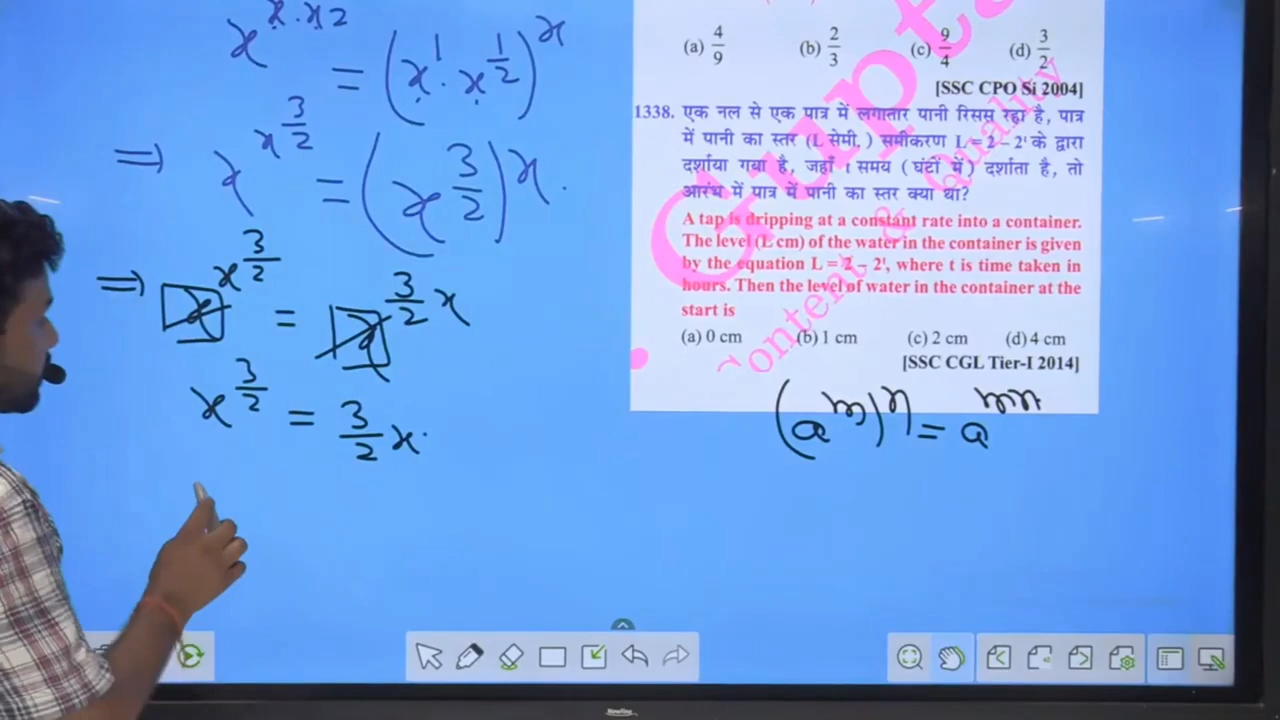 x^{x·x^{1/2}} = (x^1 · x^{1/2})^x
⇒ x^{x^{3/2}} = (x^{3/2})^x.
⇒ x^{x^{3/2}} = x^{3/2 x}
x^{3/2} = 3/2 x.
(a) 4/9 (b) 2/3 (c) 9/4 (d) 3/2
[SSC CPO Si 2004]
1338. एक नल से एक पात्र में लगातार पानी रिसस रहा है, पात्र
में पानी का स्तर (L सेमी.) समीकरण L = 2 – 2^t के द्वारा
दर्शाया गया है, जहाँ t समय (घंटों में) दर्शाता है, तो
आरंभ में पात्र में पानी का स्तर क्या था?
A tap is dripping at a constant rate into a container.
The level (L cm) of the water in the container is given
by the equation L = 2 – 2^t, where t is time taken in
hours. Then the level of water in the container at the
start is
(a) 0 cm (b) 1 cm (c) 2 cm (d) 4 cm
[SSC CGL Tier-I 2014]
(a^m)^n = a^{mn}
Content & Quality